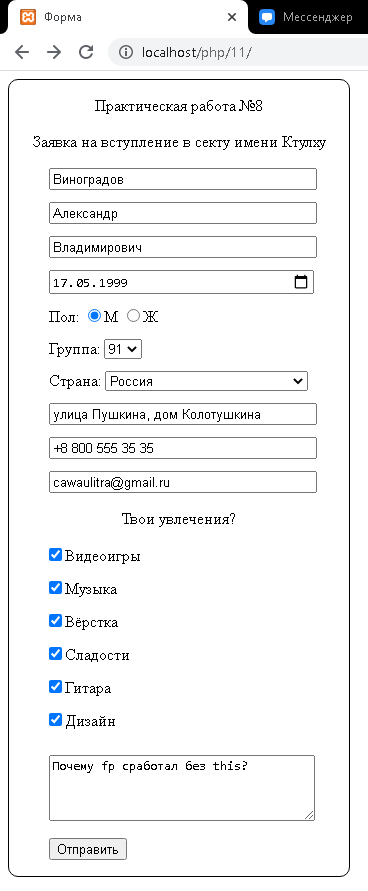 Форма
Мессенджер
localhost/php/11/
Практическая работа №8
Заявка на вступление в секту имени Ктулху
Виноградов
Александр
Владимирович
17.05.1999
Пол: М Ж
Группа: 91
Страна: Россия
улица Пушкина, дом Колотушкина
+8 800 555 35 35
cawaulitra@gmail.ru
Твои увлечения?
Видеоигры
Музыка
Вёрстка
Сладости
Гитара
Дизайн
Почему fp сработал без this?
Отправить